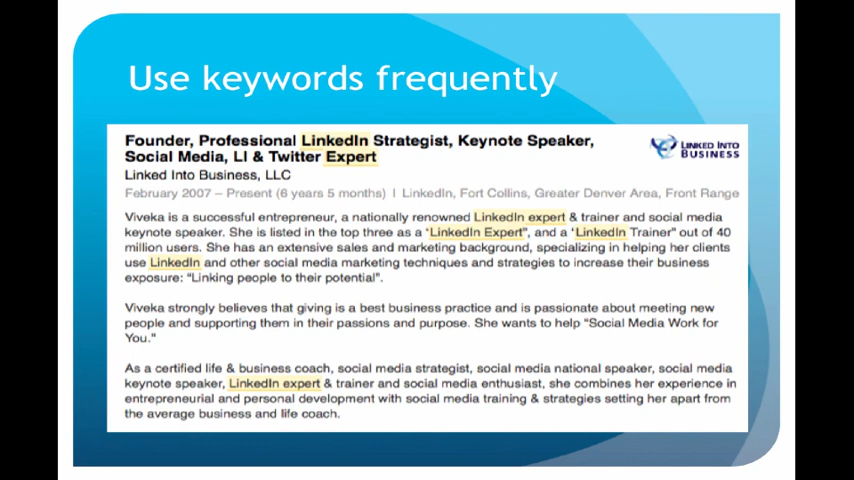 Use keywords frequently
Founder, Professional LinkedIn Strategist, Keynote Speaker,
Social Media, LI & Twitter Expert
LINKED INTO
BUSINESS
Linked Into Business, LLC
February 2007 – Present (6 years 5 months) | LinkedIn, Fort Collins, Greater Denver Area, Front Range
Viveka is a successful entrepreneur, a nationally renowned LinkedIn expert & trainer and social media
keynote speaker. She is listed in the top three as a "LinkedIn Expert", and a "LinkedIn Trainer" out of 40
million users. She has an extensive sales and marketing background, specializing in helping her clients
use LinkedIn and other social media marketing techniques and strategies to increase their business
exposure: "Linking people to their potential".
Viveka strongly believes that giving is a best business practice and is passionate about meeting new
people and supporting them in their passions and purpose. She wants to help "Social Media Work for
You."
As a certified life & business coach, social media strategist, social media national speaker, social media
keynote speaker, LinkedIn expert & trainer and social media enthusiast, she combines her experience in
entrepreneurial and personal development with social media training & strategies setting her apart from
the average business and life coach.